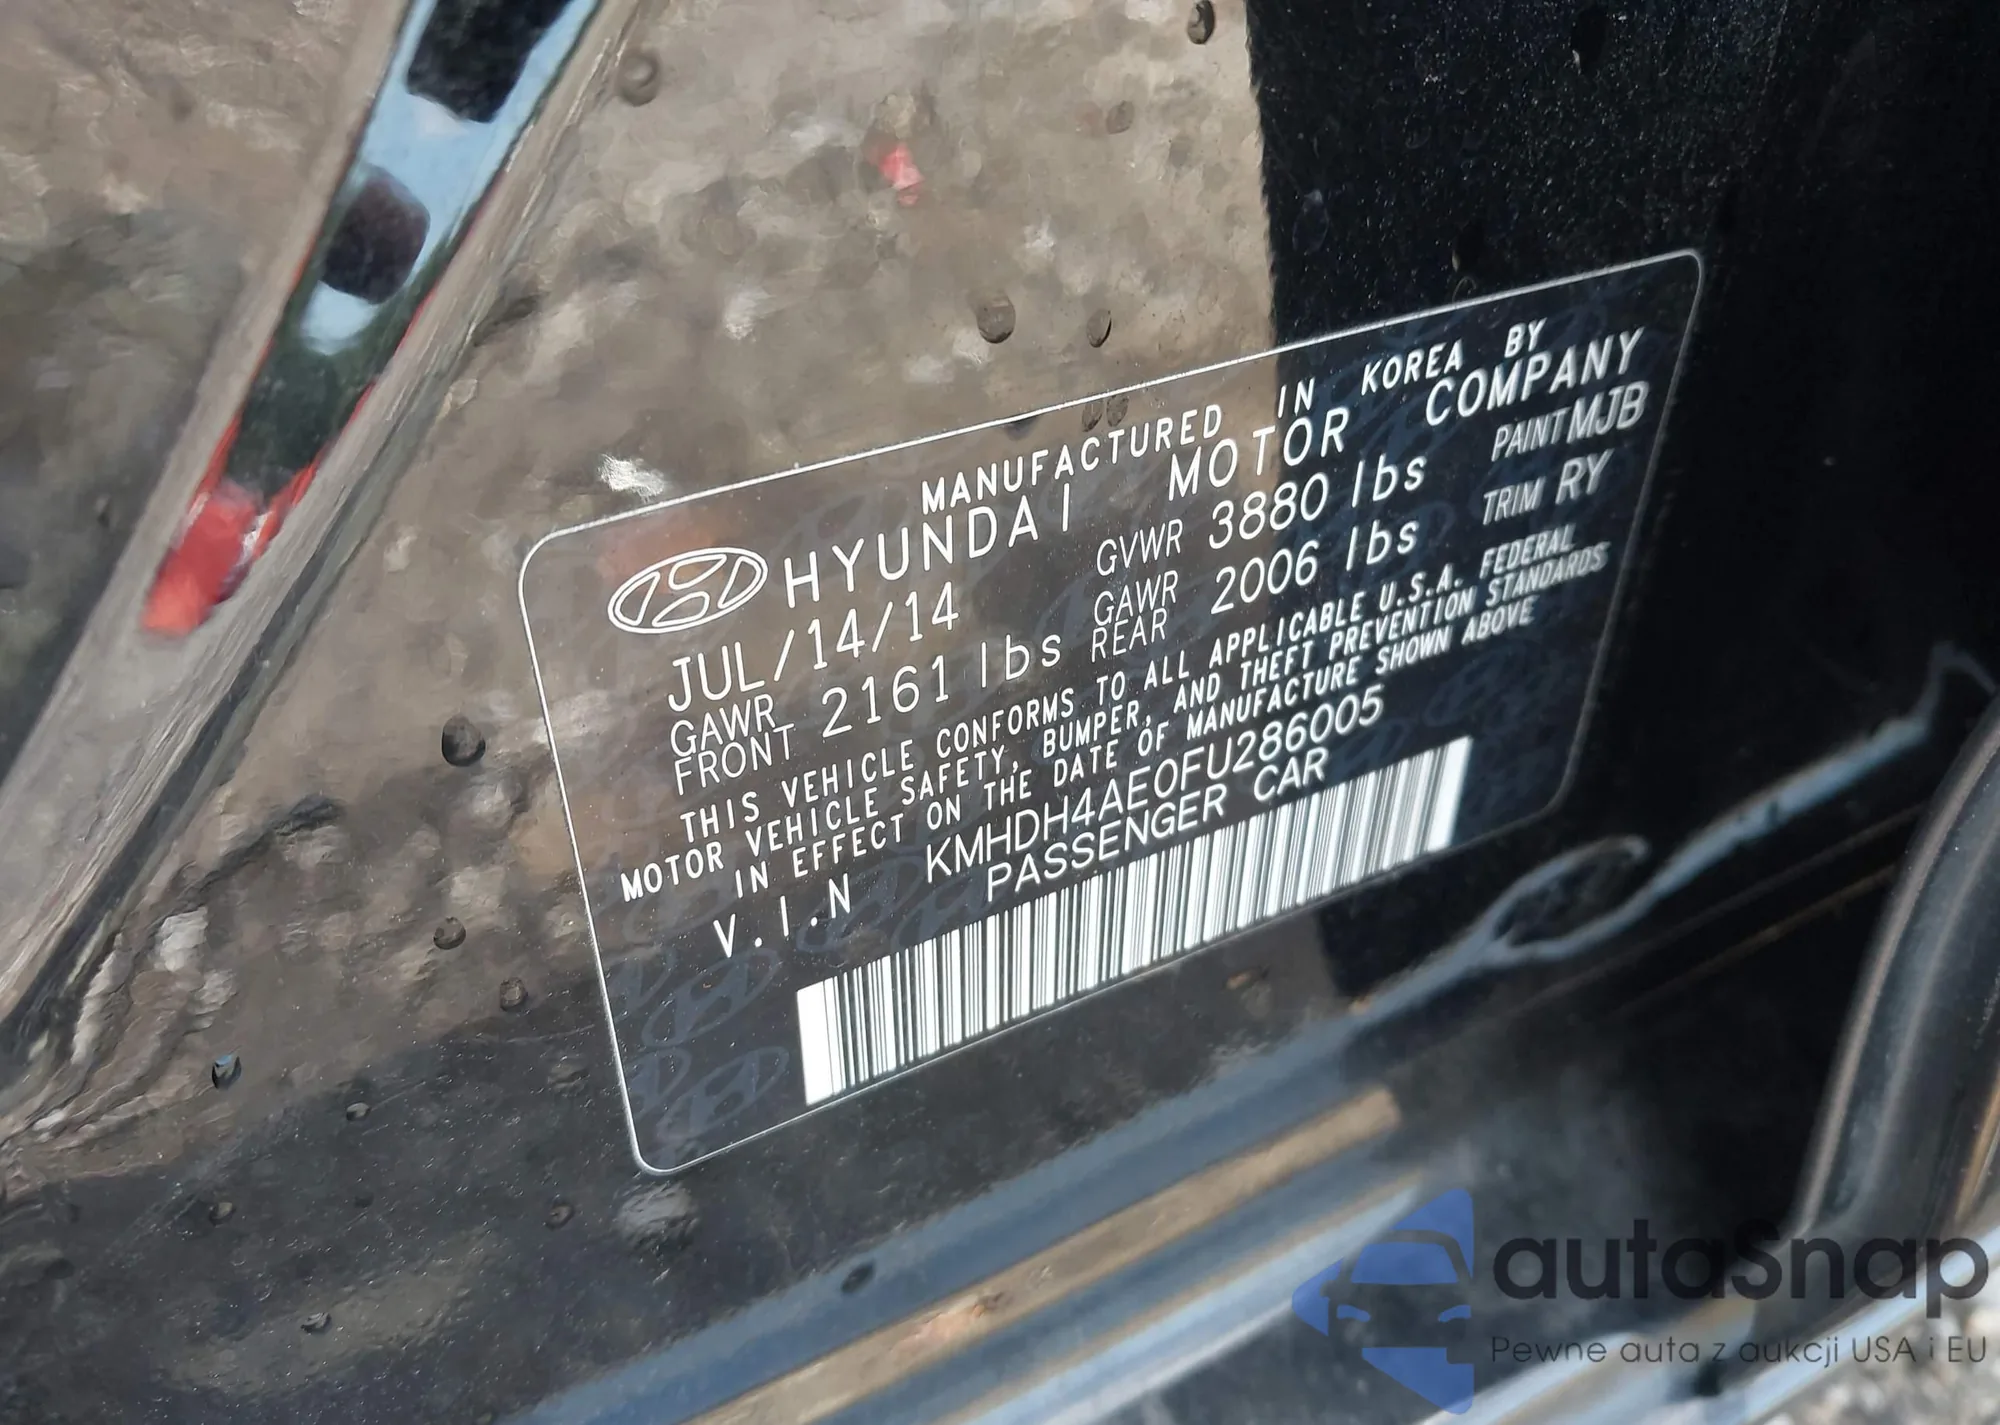 MANUFACTURED IN KOREA BY
HYUNDAI MOTOR COMPANY
JUL/14/14 GVWR 3880 lbs PAINT MJB
GAWR FRONT 2161 lbs GAWR REAR 2006 lbs TRIM RY
THIS VEHICLE CONFORMS TO ALL APPLICABLE U.S.A. FEDERAL
MOTOR VEHICLE SAFETY, BUMPER, AND THEFT PREVENTION STANDARDS
IN EFFECT ON THE DATE OF MANUFACTURE SHOWN ABOVE
V.I.N KMHDH4AE0FU286005
PASSENGER CAR
autasnap
Pewne auta z aukcji USA i EU